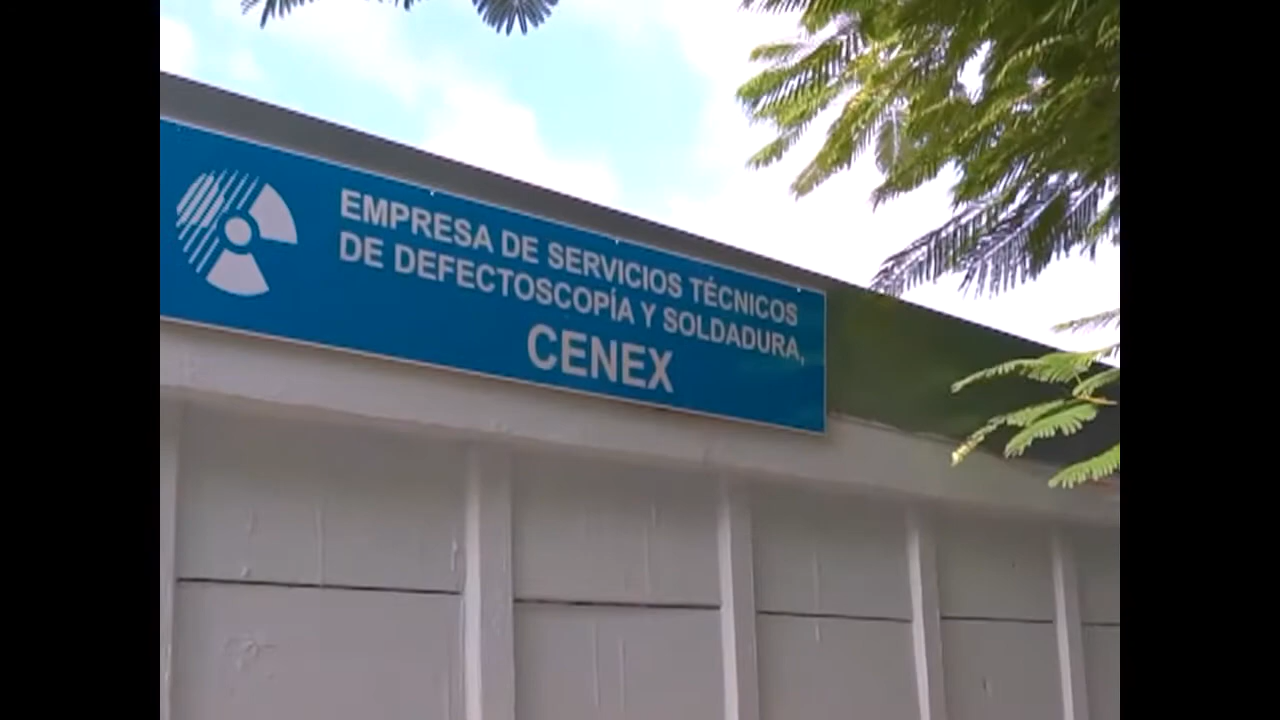 EMPRESA DE SERVICIOS TÉCNICOS
DE DEFECTOSCOPÍA Y SOLDADURA,
CENEX